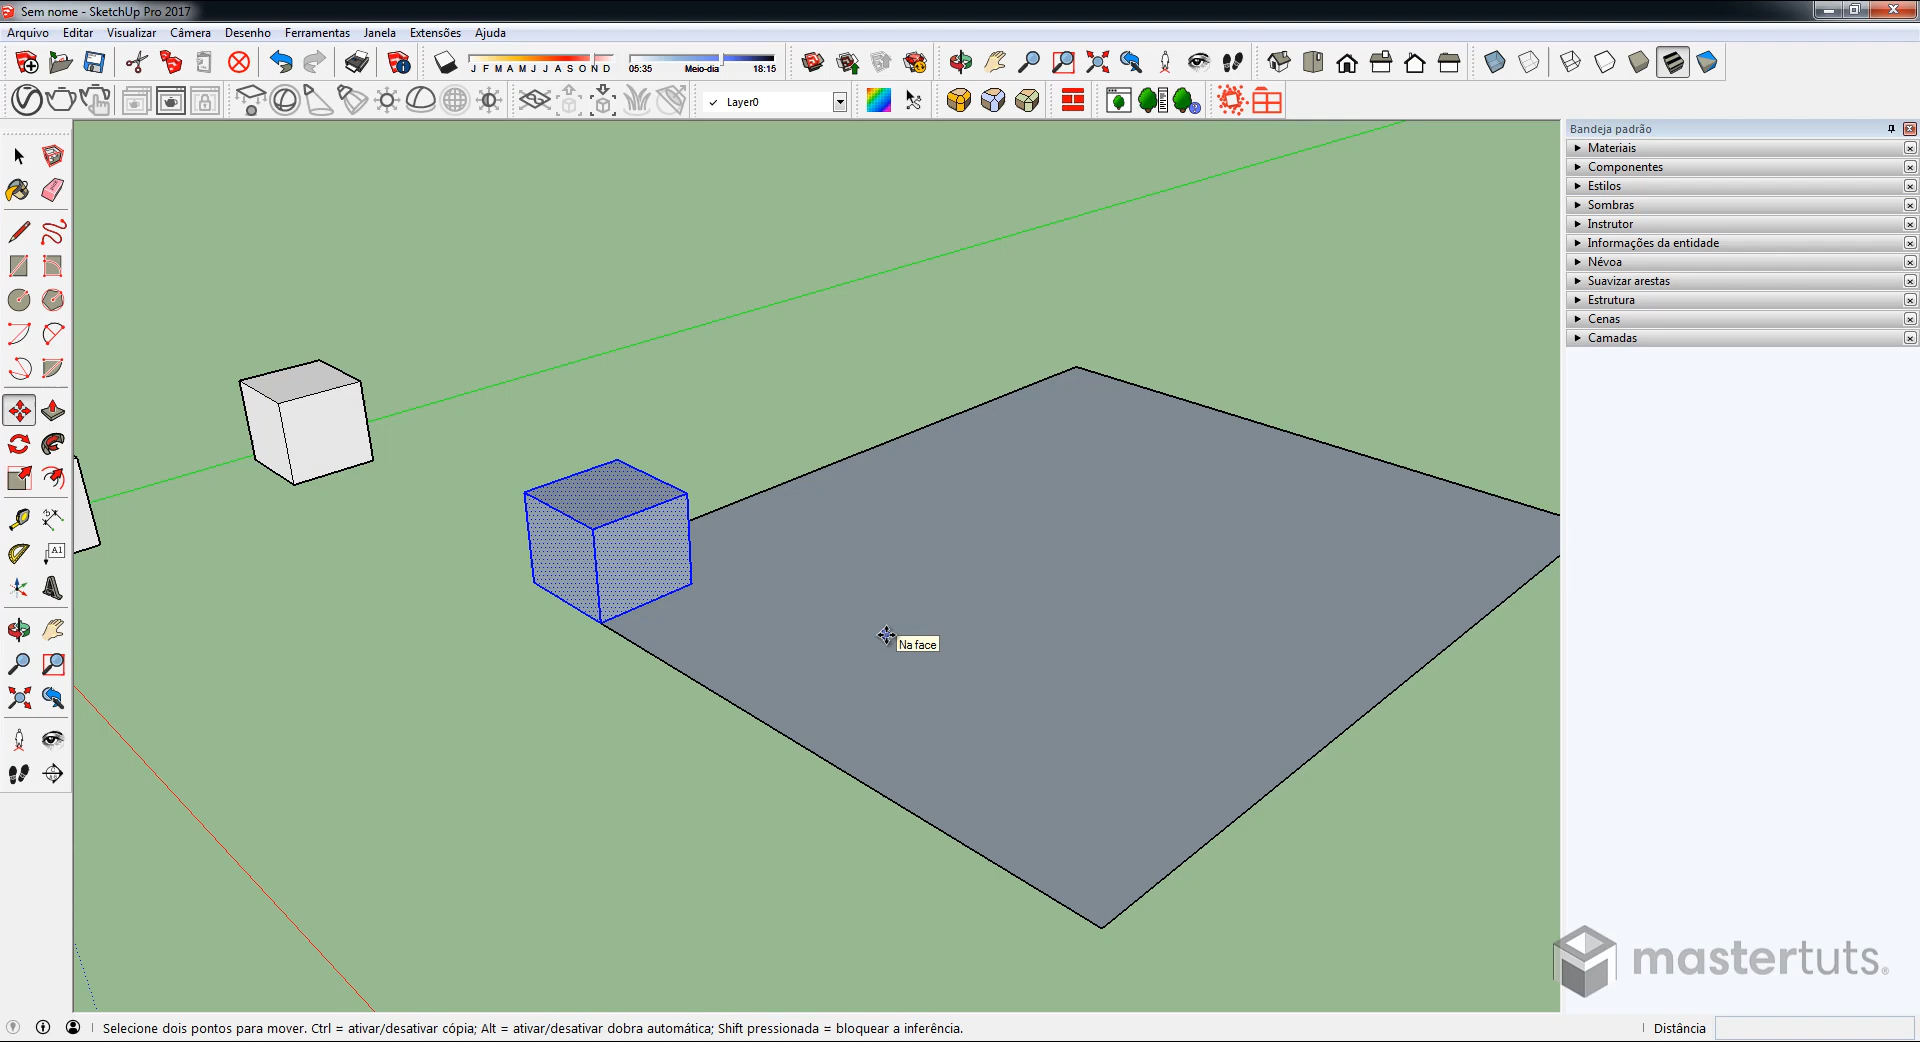 Sem nome - SketchUp Pro 2017
Arquivo Editar Visualizar Câmera Desenho Ferramentas Janela Extensões Ajuda
J F M A M J J A S O N D 05:35 Meio-dia 18:15
Layer0
Bandeja padrão
Materiais
Componentes
Estilos
Sombras
Instrutor
Informações da entidade
Névoa
Suavizar arestas
Estrutura
Cenas
Camadas
A1
Na face
mastertuts®
Selecione dois pontos para mover. Ctrl = ativar/desativar cópia; Alt = ativar/desativar dobra automática; Shift pressionada = bloquear a inferência. Distância